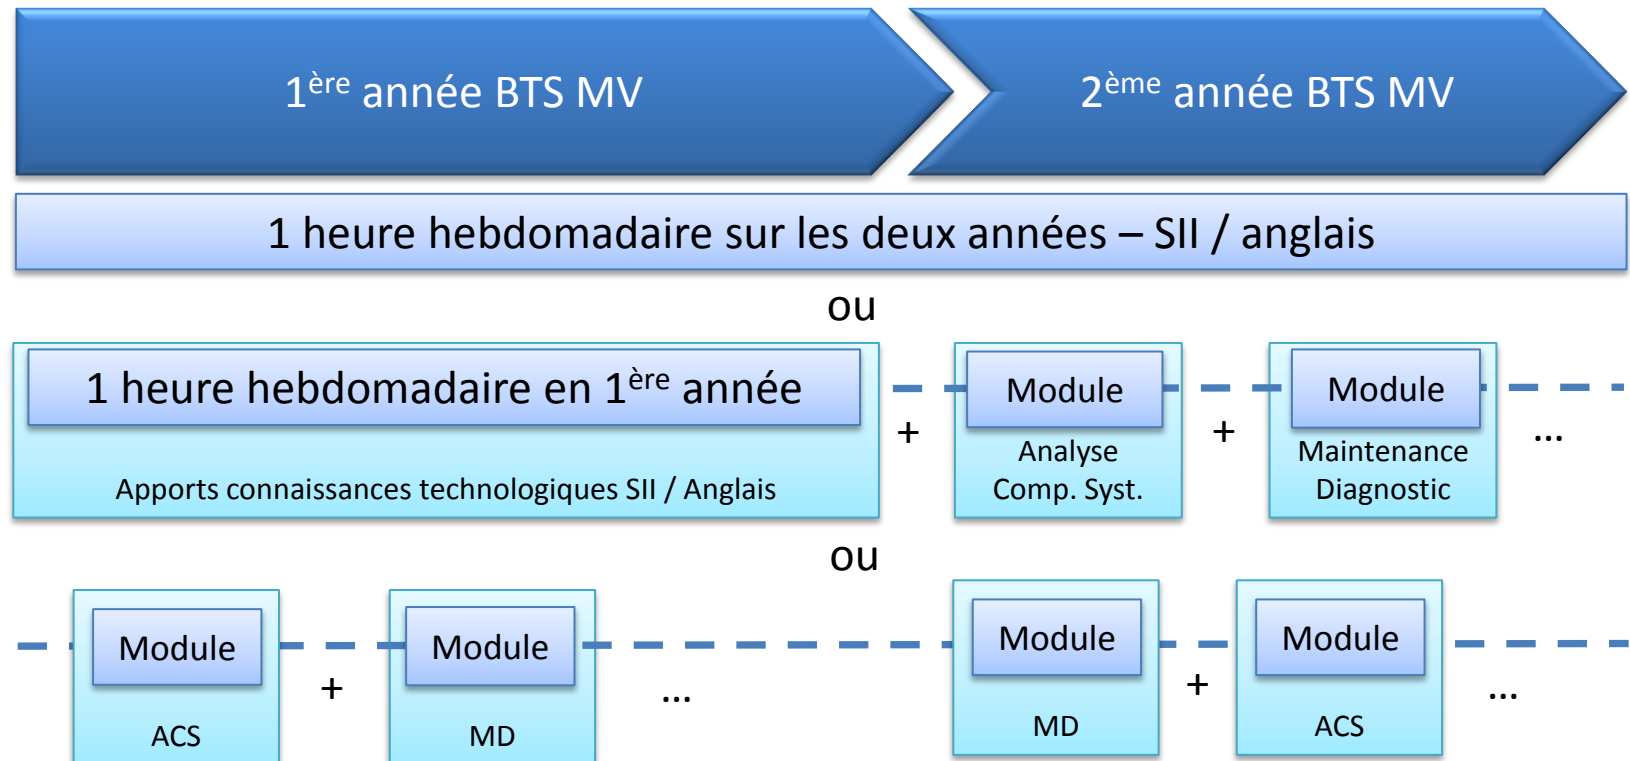 1ère année BTS MV
2ème année BTS MV
1 heure hebdomadaire sur les deux années – SII / anglais
ou
1 heure hebdomadaire en 1ère année
Apports connaissances technologiques SII / Anglais
+
Module
Analyse
Comp. Syst.
+
Module
Maintenance
Diagnostic
...
ou
Module
ACS
+
Module
MD
...
Module
MD
+
Module
ACS
...